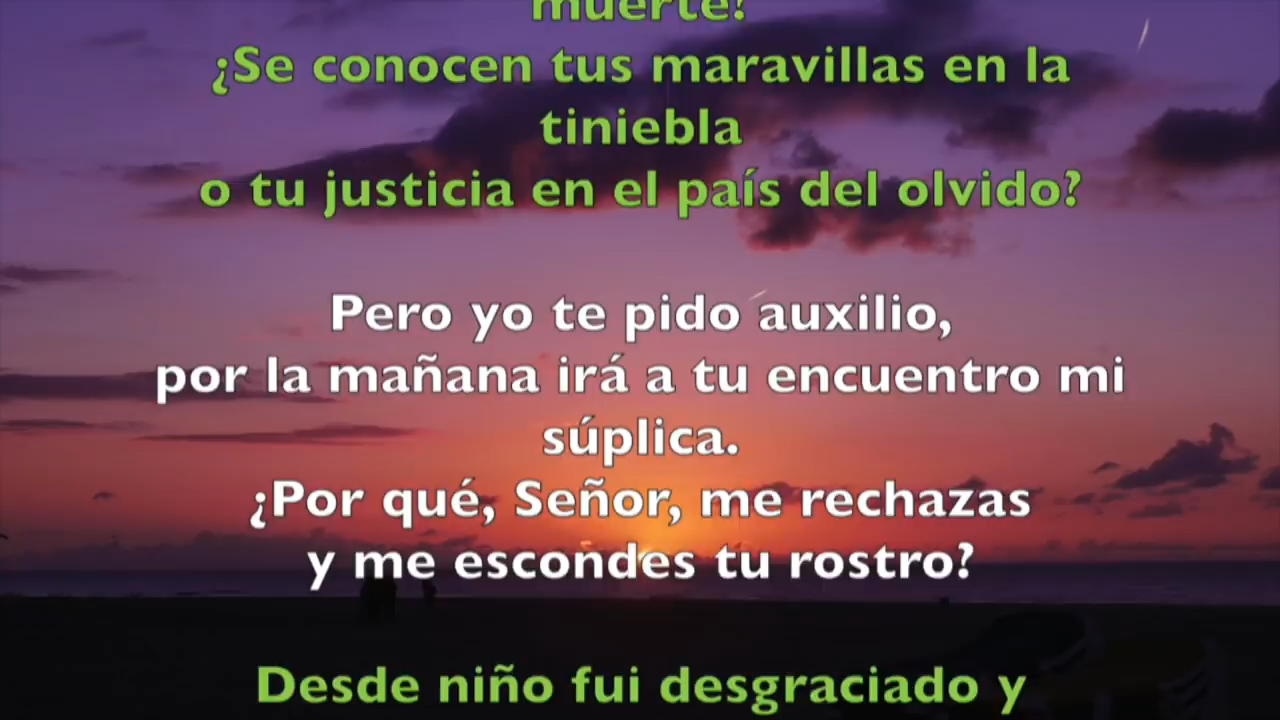 muerte?
¿Se conocen tus maravillas en la
tiniebla
o tu justicia en el país del olvido?
Pero yo te pido auxilio,
por la mañana irá a tu encuentro mi
súplica.
¿Por qué, Señor, me rechazas
y me escondes tu rostro?
Desde niño fui desgraciado y